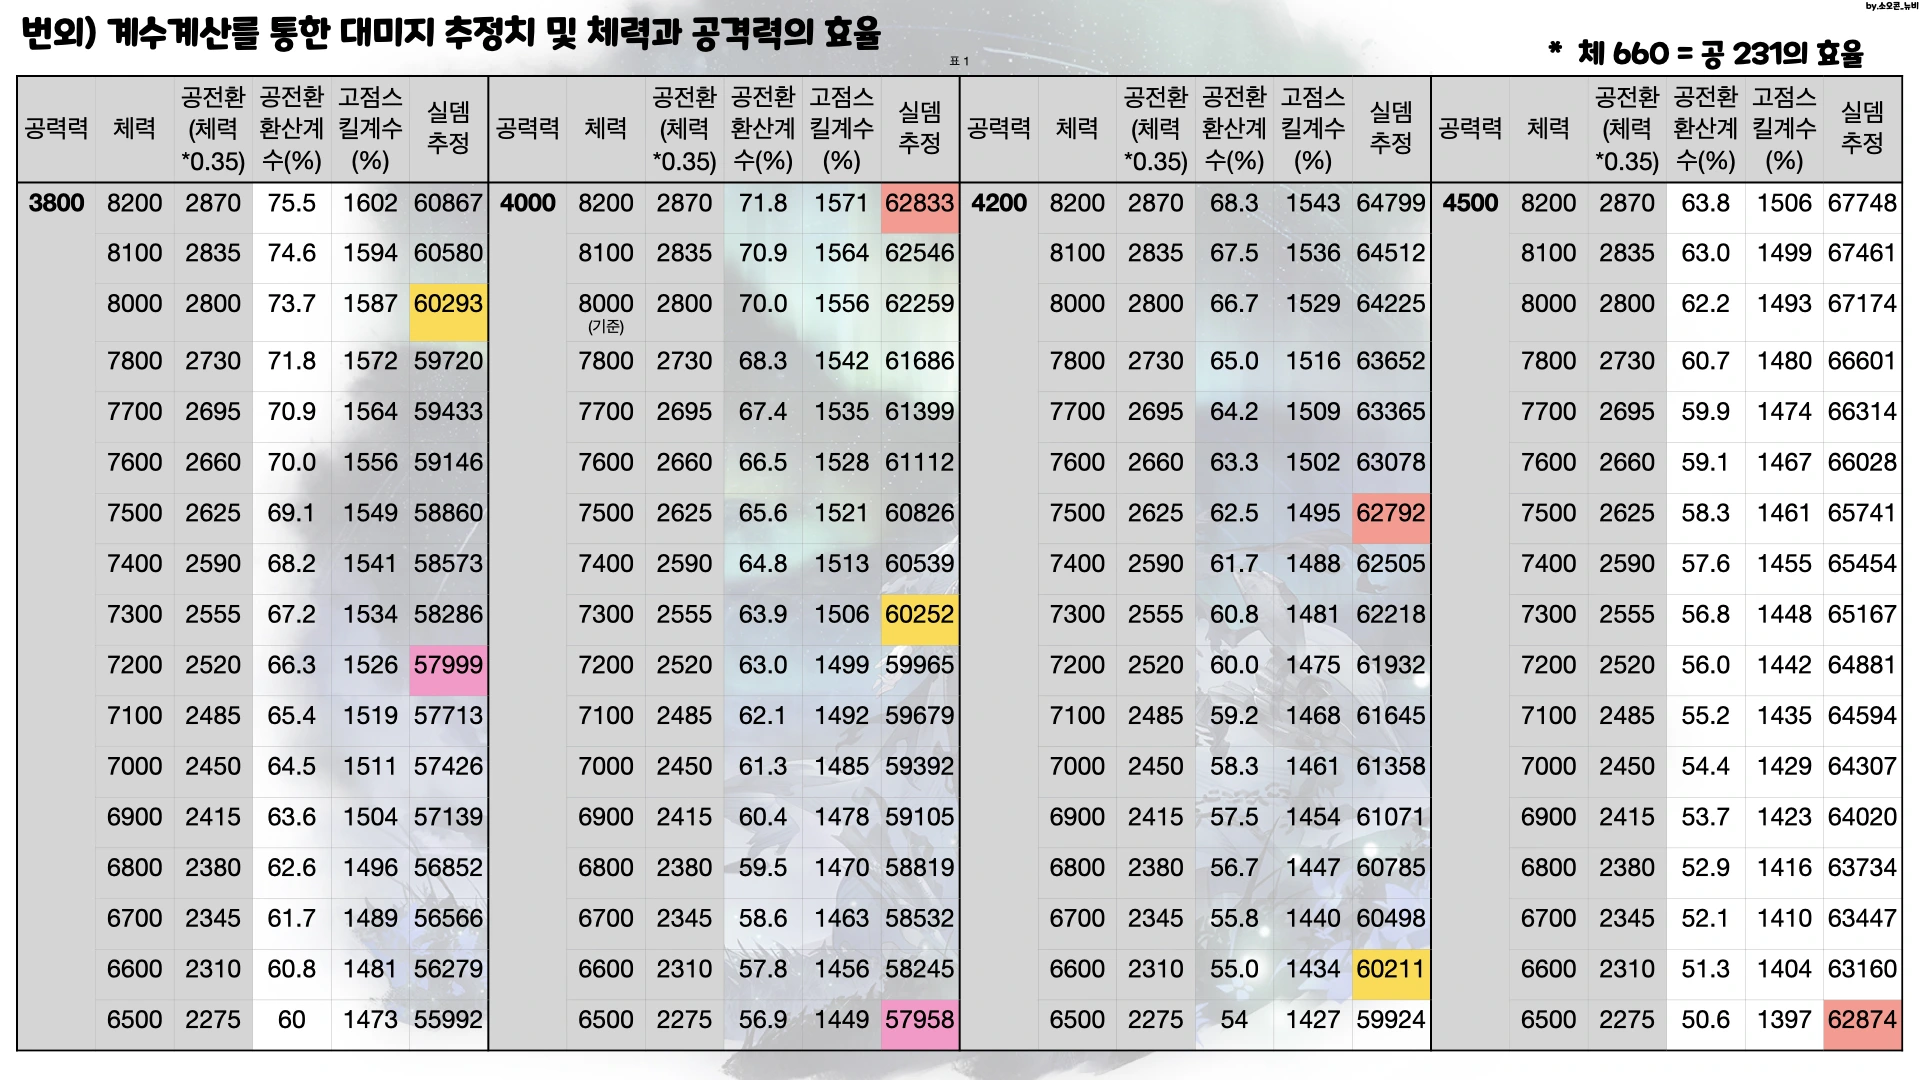 by.소오콘_뉴비
번외) 계수계산를 통한 대미지 추정치 및 체력과 공격력의 효율
표 1
* 체 660 = 공 231의 효율
공력력 체력 공전환(체력*0.35) 공전환환산계수(%) 고점스킬계수(%) 실뎀추정 공력력 체력 공전환(체력*0.35) 공전환환산계수(%) 고점스킬계수(%) 실뎀추정 공력력 체력 공전환(체력*0.35) 공전환환산계수(%) 고점스킬계수(%) 실뎀추정 공력력 체력 공전환(체력*0.35) 공전환환산계수(%) 고점스킬계수(%) 실뎀추정
3800 8200 2870 75.5 1602 60867 4000 8200 2870 71.8 1571 62833 4200 8200 2870 68.3 1543 64799 4500 8200 2870 63.8 1506 67748
8100 2835 74.6 1594 60580 8100 2835 70.9 1564 62546 8100 2835 67.5 1536 64512 8100 2835 63.0 1499 67461
8000 2800 73.7 1587 60293 8000 (기준) 2800 70.0 1556 62259 8000 2800 66.7 1529 64225 8000 2800 62.2 1493 67174
7800 2730 71.8 1572 59720 7800 2730 68.3 1542 61686 7800 2730 65.0 1516 63652 7800 2730 60.7 1480 66601
7700 2695 70.9 1564 59433 7700 2695 67.4 1535 61399 7700 2695 64.2 1509 63365 7700 2695 59.9 1474 66314
7600 2660 70.0 1556 59146 7600 2660 66.5 1528 61112 7600 2660 63.3 1502 63078 7600 2660 59.1 1467 66028
7500 2625 69.1 1549 58860 7500 2625 65.6 1521 60826 7500 2625 62.5 1495 62792 7500 2625 58.3 1461 65741
7400 2590 68.2 1541 58573 7400 2590 64.8 1513 60539 7400 2590 61.7 1488 62505 7400 2590 57.6 1455 65454
7300 2555 67.2 1534 58286 7300 2555 63.9 1506 60252 7300 2555 60.8 1481 62218 7300 2555 56.8 1448 65167
7200 2520 66.3 1526 57999 7200 2520 63.0 1499 59965 7200 2520 60.0 1475 61932 7200 2520 56.0 1442 64881
7100 2485 65.4 1519 57713 7100 2485 62.1 1492 59679 7100 2485 59.2 1468 61645 7100 2485 55.2 1435 64594
7000 2450 64.5 1511 57426 7000 2450 61.3 1485 59392 7000 2450 58.3 1461 61358 7000 2450 54.4 1429 64307
6900 2415 63.6 1504 57139 6900 2415 60.4 1478 59105 6900 2415 57.5 1454 61071 6900 2415 53.7 1423 64020
6800 2380 62.6 1496 56852 6800 2380 59.5 1470 58819 6800 2380 56.7 1447 60785 6800 2380 52.9 1416 63734
6700 2345 61.7 1489 56566 6700 2345 58.6 1463 58532 6700 2345 55.8 1440 60498 6700 2345 52.1 1410 63447
6600 2310 60.8 1481 56279 6600 2310 57.8 1456 58245 6600 2310 55.0 1434 60211 6600 2310 51.3 1404 63160
6500 2275 60 1473 55992 6500 2275 56.9 1449 57958 6500 2275 54 1427 59924 6500 2275 50.6 1397 62874